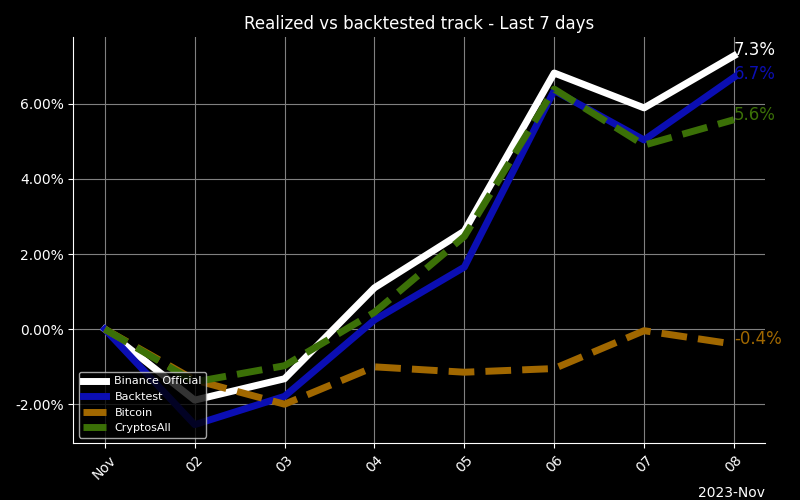 Realized vs backtested track - Last 7 days
7.3%
6.7%
6.00%
5.6%
4.00%
2.00%
0.00%
-0.4%
-2.00%
Binance Official
Backtest
Bitcoin
CryptosAll
Nov 02 03 04 05 06 07 08
2023-Nov